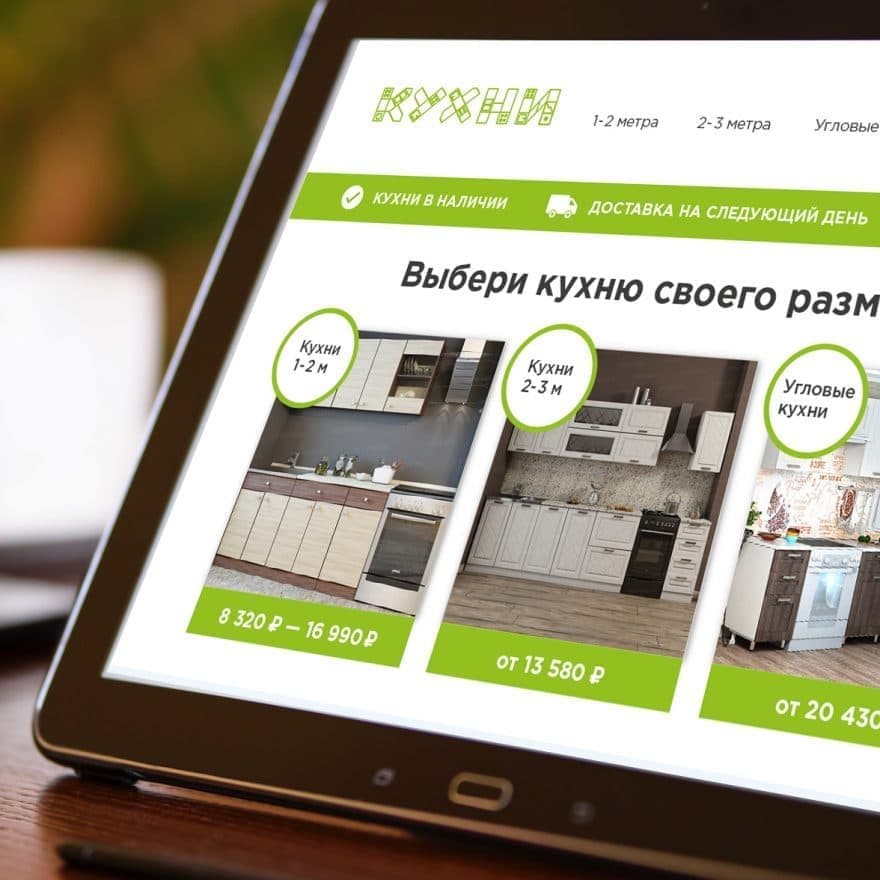 КУХНИ
1-2 метра
2-3 метра
Угловые
КУХНИ В НАЛИЧИИ
ДОСТАВКА НА СЛЕДУЮЩИЙ ДЕНЬ
Выбери кухню своего разм
Кухни
1-2 м
Кухни
2-3 м
Угловые
кухни
8 320 ₽ — 16 990 ₽
от 13 580 ₽
от 20 430